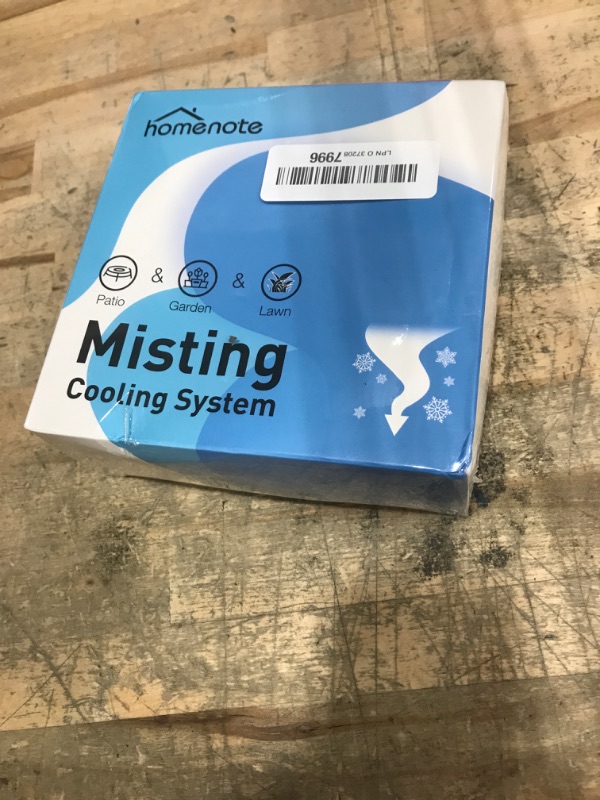 homenote
LPN O 37208 7996
Patio & Garden & Lawn
Misting
Cooling System